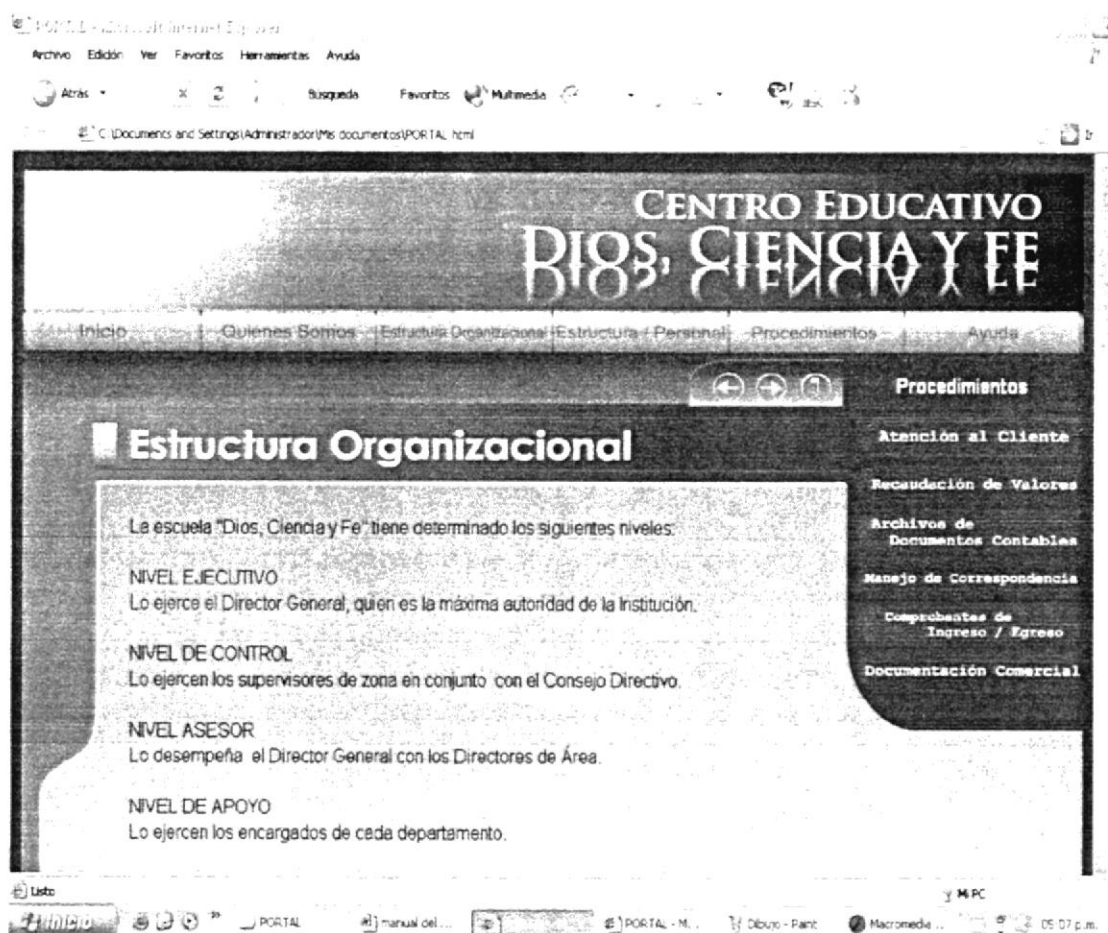 PORTAL - Microsoft Internet Explorer
Archivo Edición Ver Favoritos Herramientas Ayuda
Atrás Búsqueda Favoritos Multimedia
C:\Documents and Settings\Administrador\Mis documentos\PORTAL.html Ir
CENTRO EDUCATIVO
DIOS, CIENCIA Y FE
Inicio Quienes Somos Estructura Organizacional Estructura / Personal Procedimientos Ayuda
Procedimientos
Atención al Cliente
Recaudación de Valores
Archivos de
Documentos Contables
Manejo de Correspondencia
Comprobantes de
Ingreso / Egreso
Documentación Comercial
Estructura Organizacional
La escuela "Dios, Ciencia y Fe" tiene determinado los siguientes niveles:
NIVEL EJECUTIVO
Lo ejerce el Director General, quien es la máxima autoridad de la Institución.
NIVEL DE CONTROL
Lo ejercen los supervisores de zona en conjunto con el Consejo Directivo.
NIVEL ASESOR
Lo desempeña el Director General con los Directores de Área.
NIVEL DE APOYO
Lo ejercen los encargados de cada departamento.
Listo Mi PC
Inicio » PORTAL manual del ... PORTAL - M... Dibujo - Paint Macromedia ... 05:07 p.m.